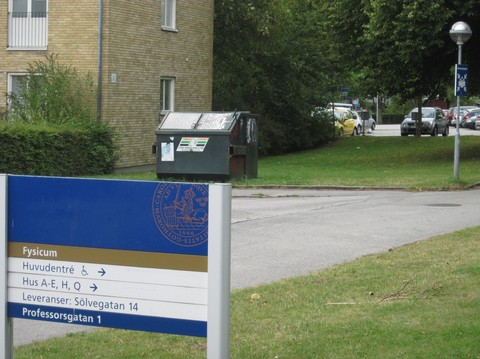 Fysicum
Huvudentré
Hus A-E, H, Q
Leveranser: Sölvegatan 14
Professorsgatan 1